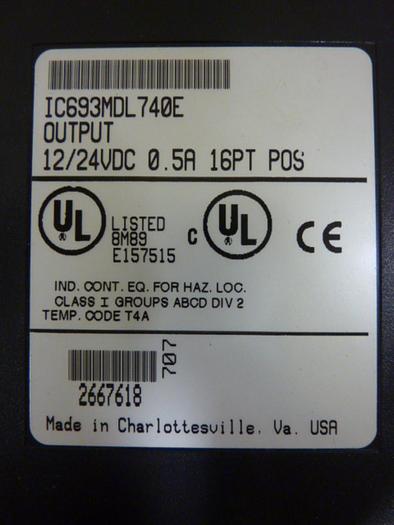 IC693MDL740E
OUTPUT
12/24VDC 0.5A 16PT POS
UL
LISTED
8M89
E157515
C UL
CE
IND. CONT. EQ. FOR HAZ. LOC.
CLASS I GROUPS ABCD DIV 2
TEMP. CODE T4A
707
2667618
Made in Charlottesville, Va. USA